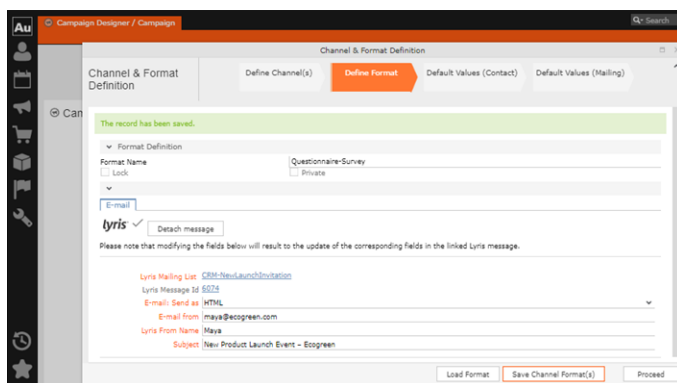 Au
Campaign Designer / Campaign
Search
Channel & Format Definition
Channel & Format
Definition
Define Channel(s)
Define Format
Default Values (Contact)
Default Values (Mailing)
Can
The record has been saved.
Format Definition
Format Name
Questionnaire-Survey
Lock
Private
E-mail
lyris
Detach message
Please note that modifying the fields below will result to the update of the corresponding fields in the linked Lyris message.
Lyris Mailing List CRM-NewLaunchInvitation
Lyris Message Id 6074
E-mail: Send as HTML
E-mail from maya@ecogreen.com
Lyris From Name Maya
Subject New Product Launch Event - Ecogreen
Load Format
Save Channel Format(s)
Proceed